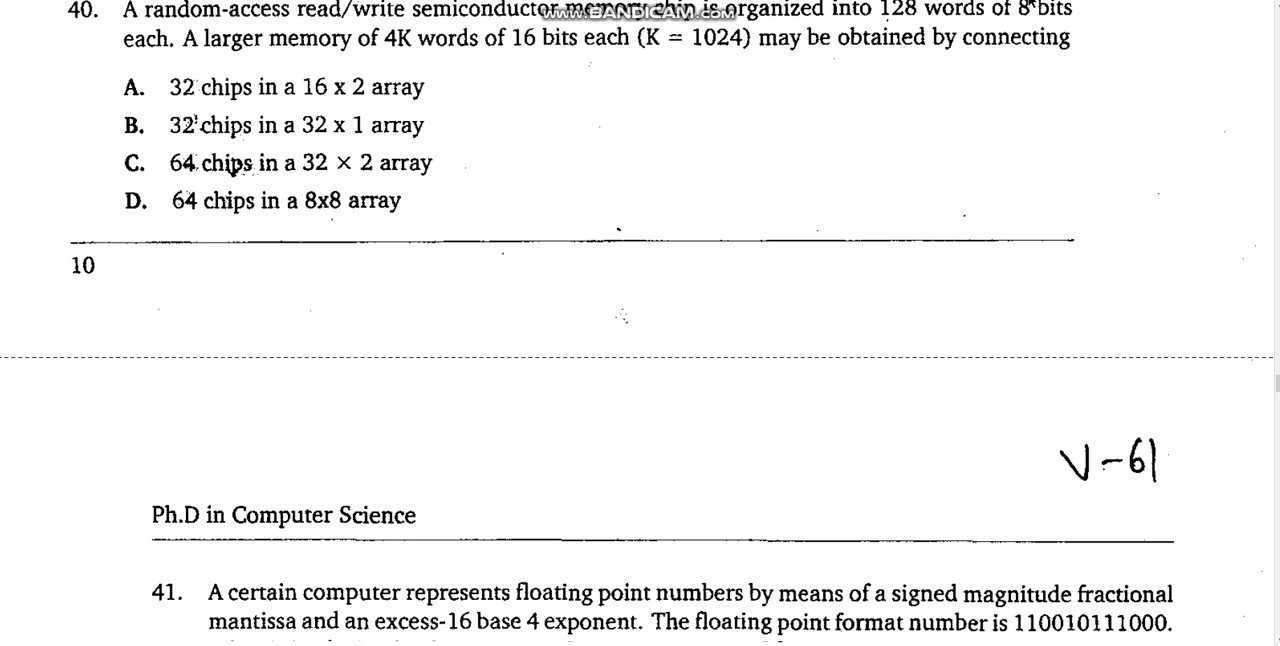 40. A random-access read/write semiconductor memory chip is organized into 128 words of 8 bits
www.BANDICAM.com
each. A larger memory of 4K words of 16 bits each (K = 1024) may be obtained by connecting
A. 32 chips in a 16 x 2 array
B. 32 chips in a 32 x 1 array
C. 64 chips in a 32 × 2 array
D. 64 chips in a 8x8 array
10
V-61
Ph.D in Computer Science
41. A certain computer represents floating point numbers by means of a signed magnitude fractional
mantissa and an excess-16 base 4 exponent. The floating point format number is 110010111000.